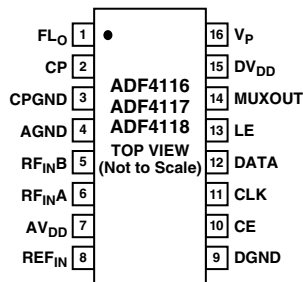 FLO 1 16 VP
CP 2 15 DVDD
CPGND 3 14 MUXOUT
AGND 4 13 LE
RFINB 5 12 DATA
RFINA 6 11 CLK
AVDD 7 10 CE
REFIN 8 9 DGND
ADF4116
ADF4117
ADF4118
TOP VIEW
(Not to Scale)